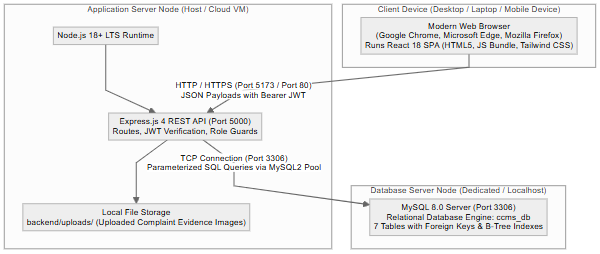 Application Server Node (Host / Cloud VM)
Node.js 18+ LTS Runtime
Client Device (Desktop / Laptop / Mobile Device)
Modern Web Browser
(Google Chrome, Microsoft Edge, Mozilla Firefox)
Runs React 18 SPA (HTML5, JS Bundle, Tailwind CSS)
HTTP / HTTPS (Port 5173 / Port 80)
JSON Payloads with Bearer JWT
Express.js 4 REST API (Port 5000)
Routes, JWT Verification, Role Guards
TCP Connection (Port 3306)
Parameterized SQL Queries via MySQL2 Pool
Local File Storage
backend/uploads/ (Uploaded Complaint Evidence Images)
Database Server Node (Dedicated / Localhost)
MySQL 8.0 Server (Port 3306)
Relational Database Engine: ccms_db
7 Tables with Foreign Keys & B-Tree Indexes